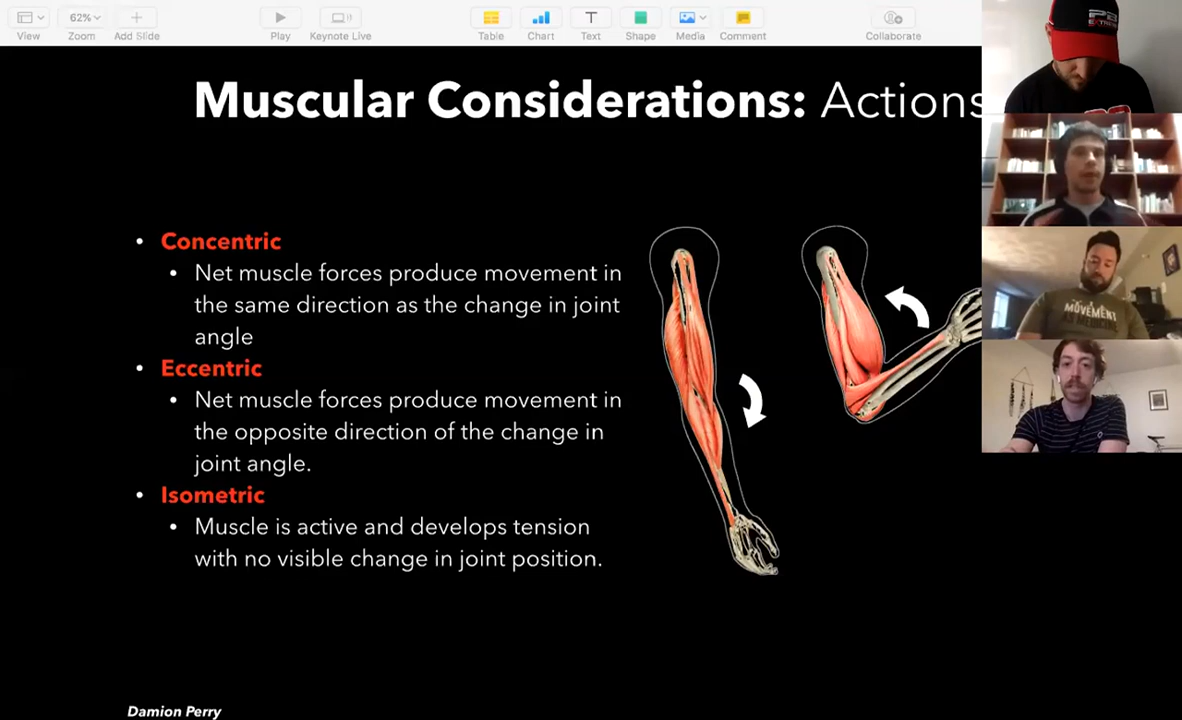 View
62%
Zoom
Add Slide
Play
Keynote Live
Table
Chart
T
Text
Shape
Media
Comment
Collaborate
Muscular Considerations: Actions
• Concentric
• Net muscle forces produce movement in
the same direction as the change in joint
angle
• Eccentric
• Net muscle forces produce movement in
the opposite direction of the change in
joint angle.
• Isometric
• Muscle is active and develops tension
with no visible change in joint position.
Damion Perry
MOVEMENT
MEDICINE